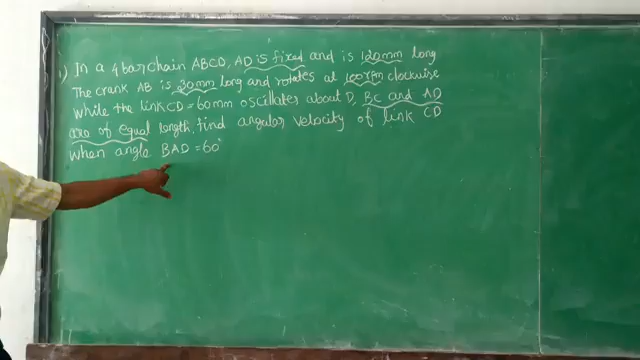 1) In a 4 bar chain ABCD, AD is fixed and is 120mm long
The crank AB is 30mm long and rotates at 100 rpm clockwise
while the link CD = 60mm oscillates about D, BC and AD
are of equal length, find angular velocity of link CD
when angle BAD = 60°